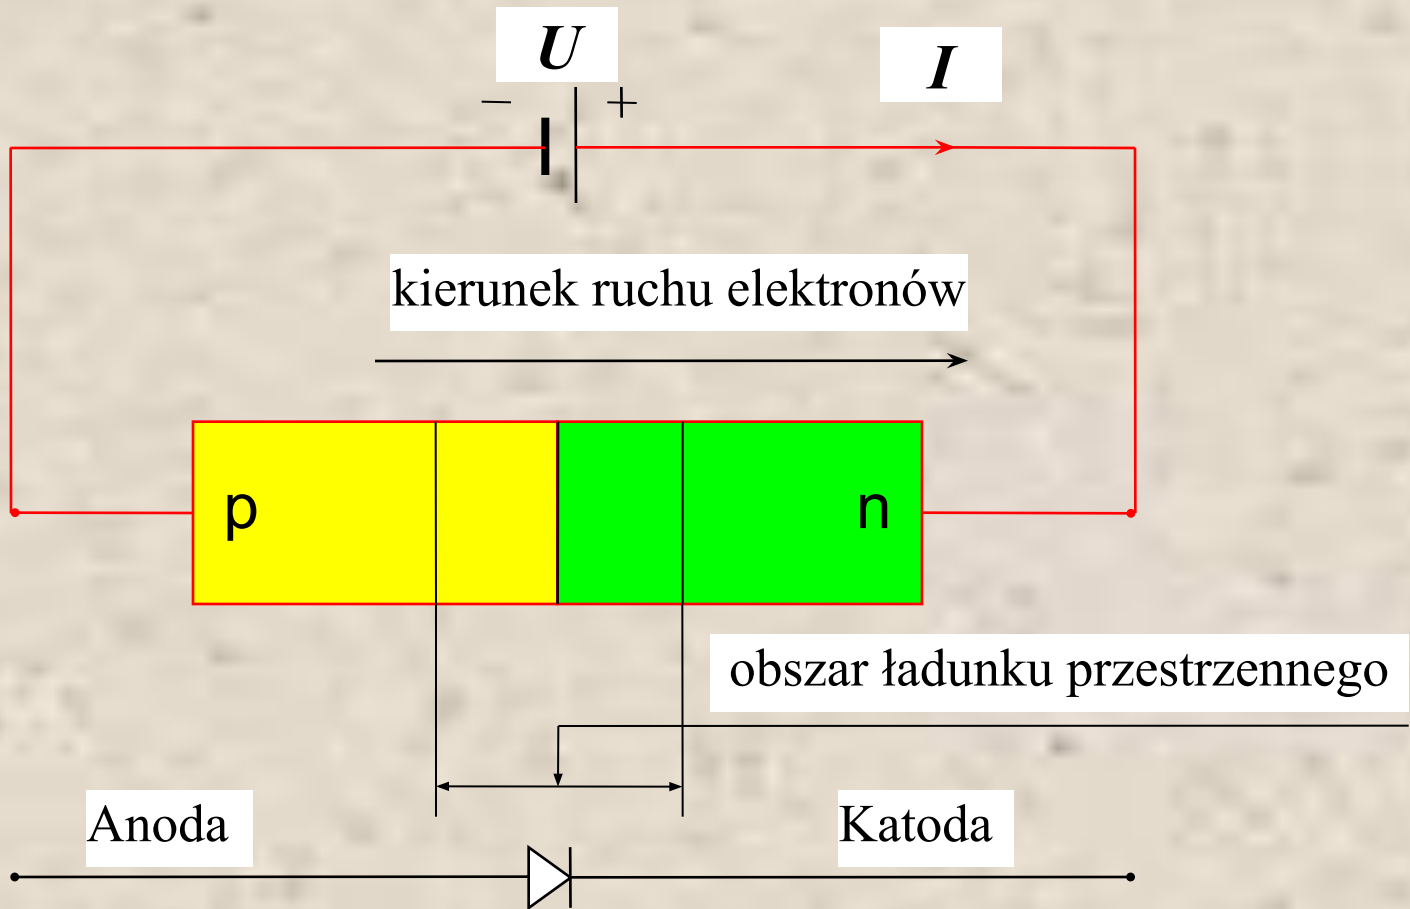 U
I
− +
kierunek ruchu elektronów
p
n
obszar ładunku przestrzennego
Anoda
Katoda